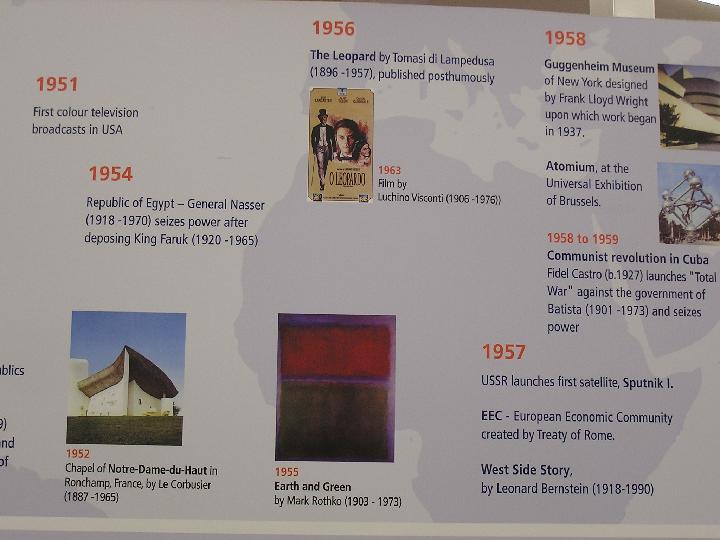 1951
First colour television
broadcasts in USA
1954
Republic of Egypt – General Nasser
(1918 -1970) seizes power after
deposing King Faruk (1920 -1965)
1956
The Leopard by Tomasi di Lampedusa
(1896 -1957), published posthumously
O LEOPARDO
1963
Film by
Luchino Visconti (1906 -1976))
1958
Guggenheim Museum
of New York designed
by Frank Lloyd Wright
upon which work began
in 1937.
Atomium, at the
Universal Exhibition
of Brussels.
1958 to 1959
Communist revolution in Cuba
Fidel Castro (b.1927) launches "Total
War" against the government of
Batista (1901 -1973) and seizes
power
1957
USSR launches first satellite, Sputnik I.
EEC - European Economic Community
created by Treaty of Rome.
West Side Story,
by Leonard Bernstein (1918-1990)
ublics
9)
and
of
1952
Chapel of Notre-Dame-du-Haut in
Ronchamp, France, by Le Corbusier
(1887 -1965)
1955
Earth and Green
by Mark Rothko (1903 - 1973)